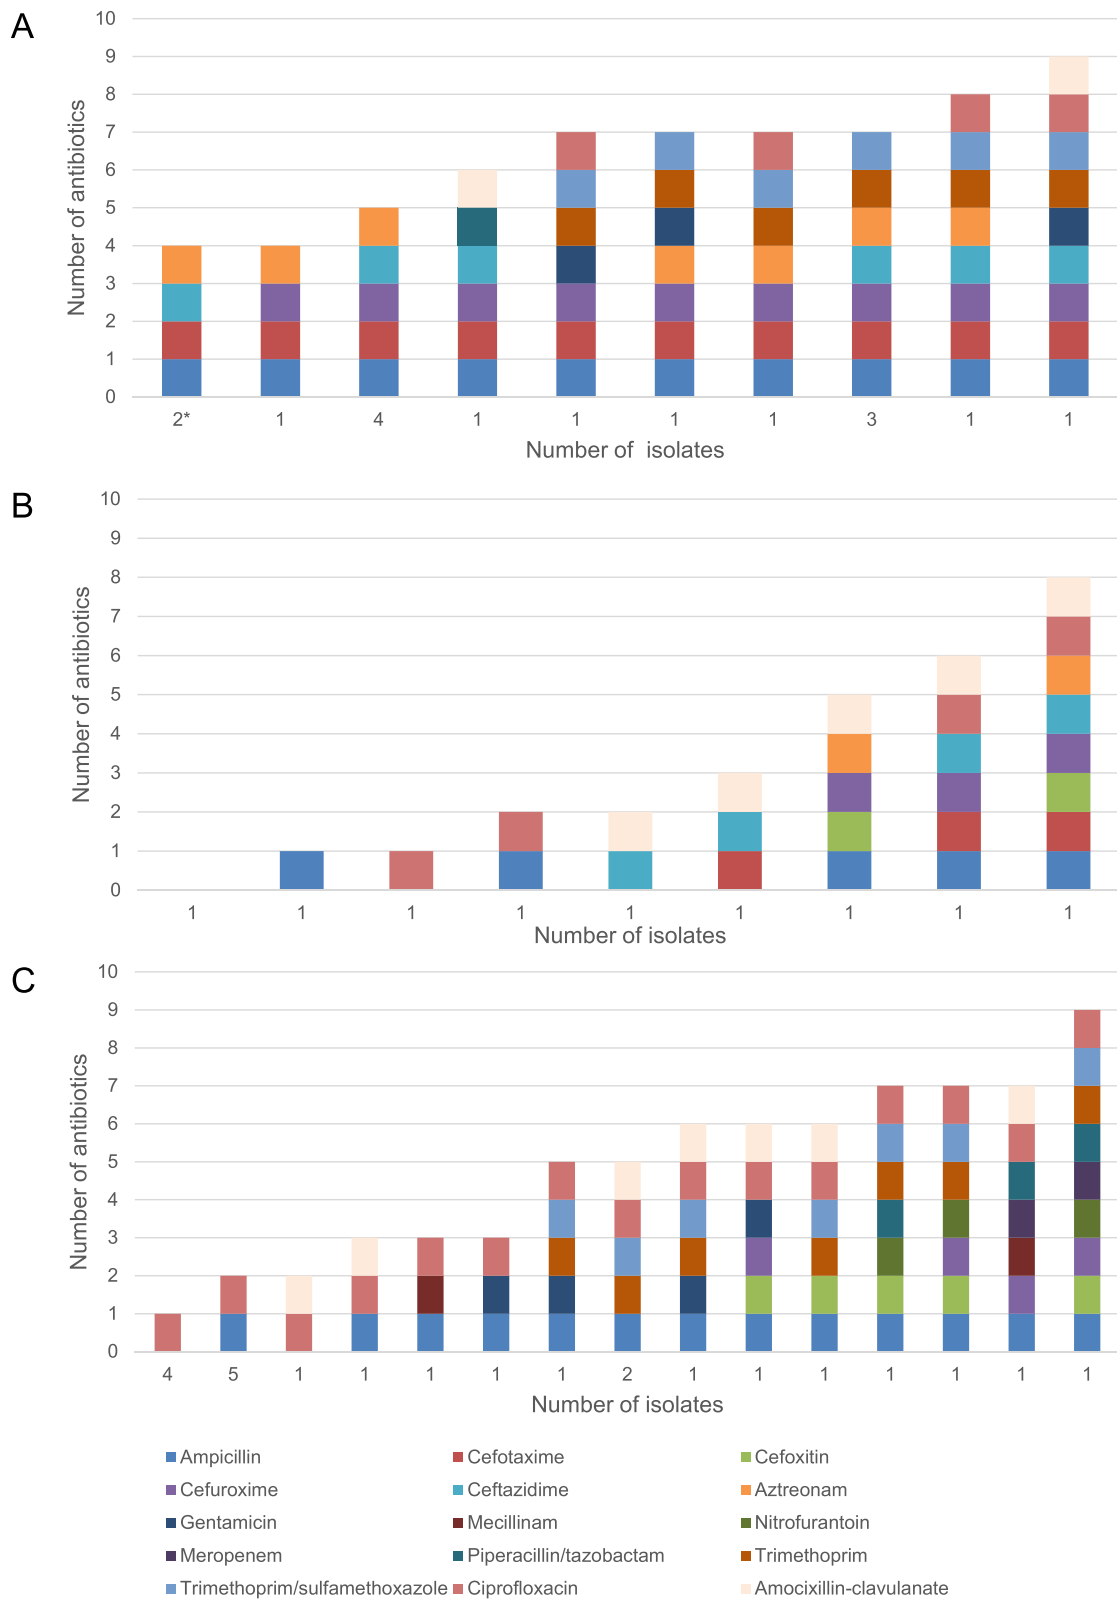 A
10
9
8
7
6
5
4
3
2
1
0
Number of antibiotics
2* 1 4 1 1 1 1 3 1 1
Number of isolates
B
10
9
8
7
6
5
4
3
2
1
0
Number of antibiotics
1 1 1 1 1 1 1 1 1
Number of isolates
C
10
9
8
7
6
5
4
3
2
1
0
Number of antibiotics
4 5 1 1 1 1 1 2 1 1 1 1 1 1 1
Number of isolates
Ampicillin Cefotaxime Cefoxitin
Cefuroxime Ceftazidime Aztreonam
Gentamicin Mecillinam Nitrofurantoin
Meropenem Piperacillin/tazobactam Trimethoprim
Trimethoprim/sulfamethoxazole Ciprofloxacin Amocixillin-clavulanate